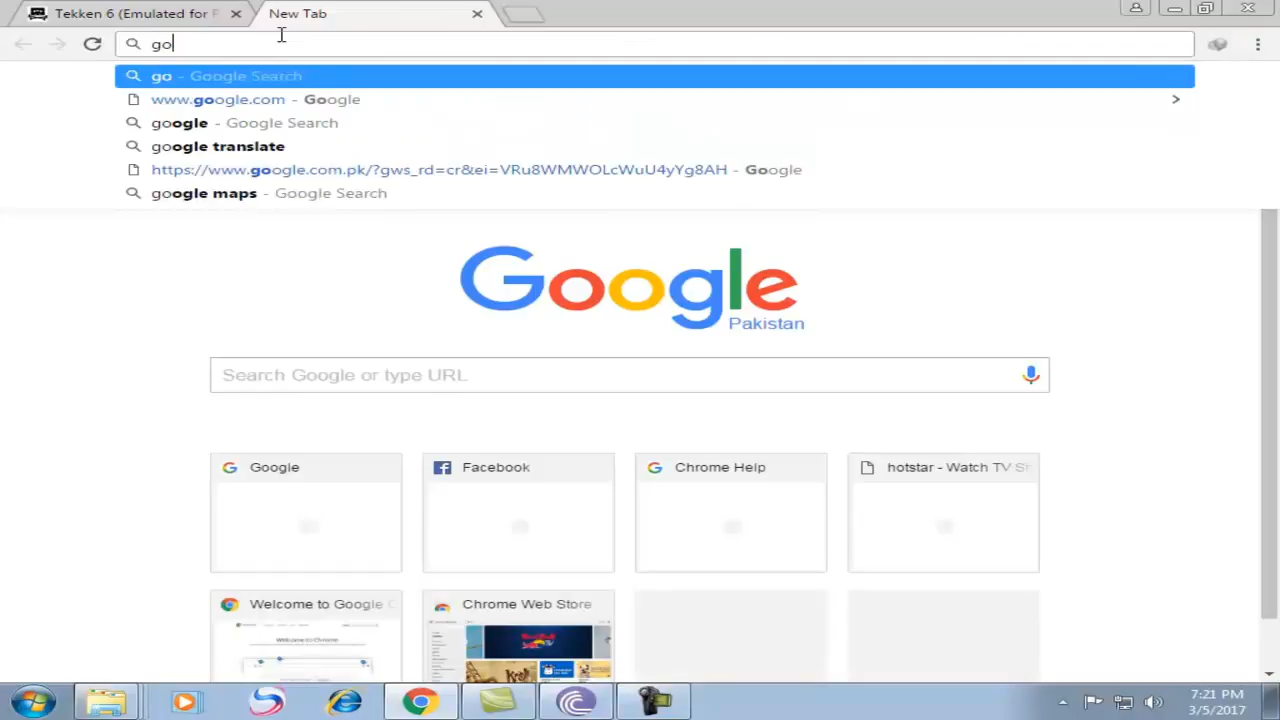 Tekken 6 (Emulated for P
New Tab
go
go - Google Search
www.google.com - Google
google - Google Search
google translate
https://www.google.com.pk/?gws_rd=cr&ei=VRu8WMWOLcWuU4yYg8AH - Google
google maps - Google Search
Google
Pakistan
Search Google or type URL
Google
Facebook
Chrome Help
hotstar - Watch TV Sh
Welcome to Google C
Chrome Web Store
Welcome to Chrome
7:21 PM
3/5/2017